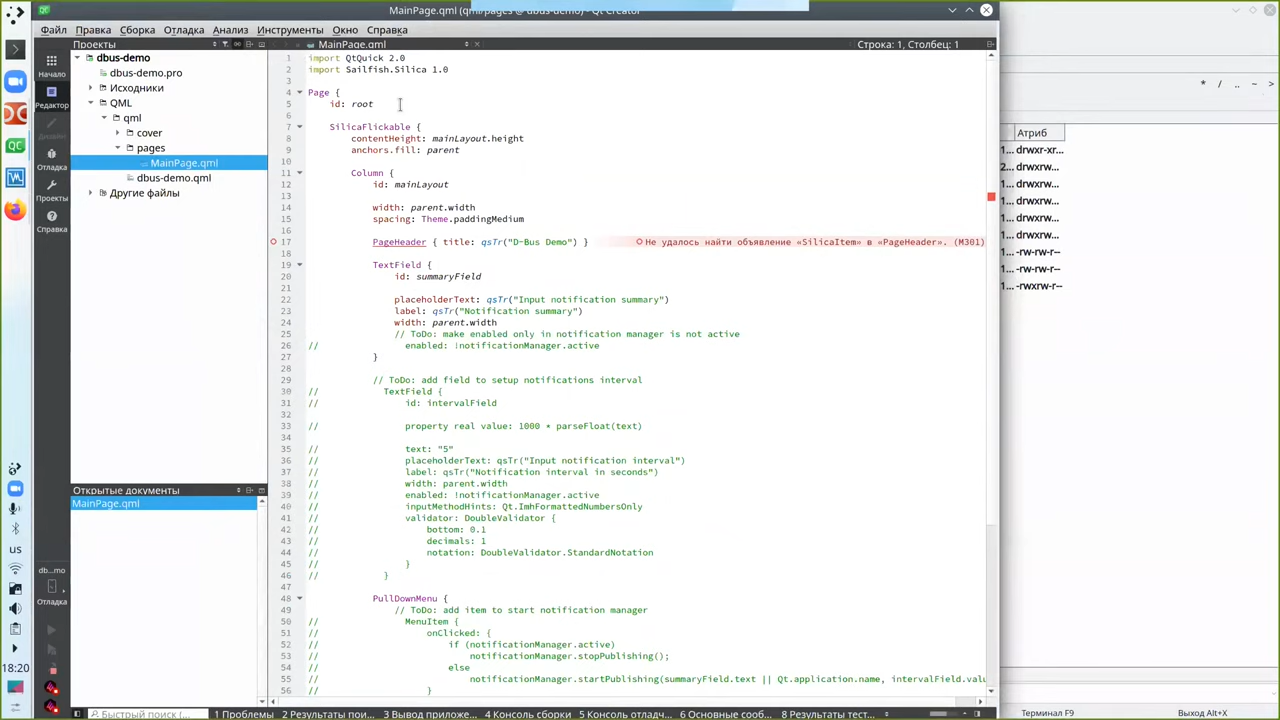 MainPage.qml (qml/pages @ dbus-demo) - Qt Creator
Файл Правка Сборка Отладка Анализ Инструменты Окно Справка
Проекты
MainPage.qml
Строка: 1, Столбец: 1
dbus-demo
dbus-demo.pro
Исходники
QML
qml
cover
pages
MainPage.qml
dbus-demo.qml
Другие файлы
Открытые документы
MainPage.qml
Начало
Редактор
Дизайн
Отладка
Проекты
Справка
db...mo
Отладка
us
18:20
1 import QtQuick 2.0
2 import Sailfish.Silica 1.0
3
4 Page {
5 id: root
6
7 SilicaFlickable {
8 contentHeight: mainLayout.height
9 anchors.fill: parent
10
11 Column {
12 id: mainLayout
13
14 width: parent.width
15 spacing: Theme.paddingMedium
16
17 PageHeader { title: qsTr("D-Bus Demo") } Не удалось найти объявление «SilicaItem» в «PageHeader». (M301)
18
19 TextField {
20 id: summaryField
21
22 placeholderText: qsTr("Input notification summary")
23 label: qsTr("Notification summary")
24 width: parent.width
25 // ToDo: make enabled only in notification manager is not active
26 // enabled: !notificationManager.active
27 }
28
29 // ToDo: add field to setup notifications interval
30 // TextField {
31 // id: intervalField
32
33 // property real value: 1000 * parseFloat(text)
34
35 // text: "5"
36 // placeholderText: qsTr("Input notification interval")
37 // label: qsTr("Notification interval in seconds")
38 // width: parent.width
39 // enabled: !notificationManager.active
40 // inputMethodHints: Qt.ImhFormattedNumbersOnly
41 // validator: DoubleValidator {
42 // bottom: 0.1
43 // decimals: 1
44 // notation: DoubleValidator.StandardNotation
45 // }
46 // }
47
48 PullDownMenu {
49 // ToDo: add item to start notification manager
50 // MenuItem {
51 // onClicked: {
52 // if (notificationManager.active)
53 // notificationManager.stopPublishing();
54 // else
55 // notificationManager.startPublishing(summaryField.text || Qt.application.name, intervalField.valu
56 // }
Быстрый поиск (...
1 Проблемы 2 Результаты пои... 3 Вывод приложе... 4 Консоль сборки 5 Консоль отладч... 6 Основные сооб... 8 Результаты тест...
* / .. ~ >
Атриб
1... drwxr-xr...
2... drwxrw...
1... drwxrw...
1... drwxrw...
1... drwxrw...
1... drwxrw...
1... -rw-rw-r--
1... -rw-rw-r--
1... -rwxrw-r--
Терминал F9 Выход Alt+X